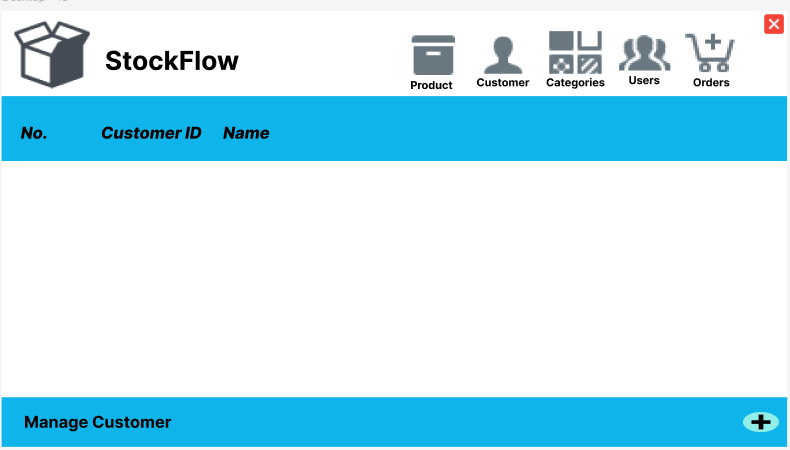 StockFlow
Product Customer Categories Users Orders
No. Customer ID Name
Manage Customer